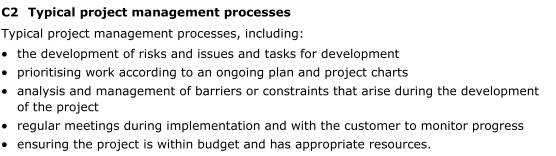 C2 Typical project management processes
Typical project management processes, including:
• the development of risks and issues and tasks for development
• prioritising work according to an ongoing plan and project charts
• analysis and management of barriers or constraints that arise during the development
of the project
• regular meetings during implementation and with the customer to monitor progress
• ensuring the project is within budget and has appropriate resources.